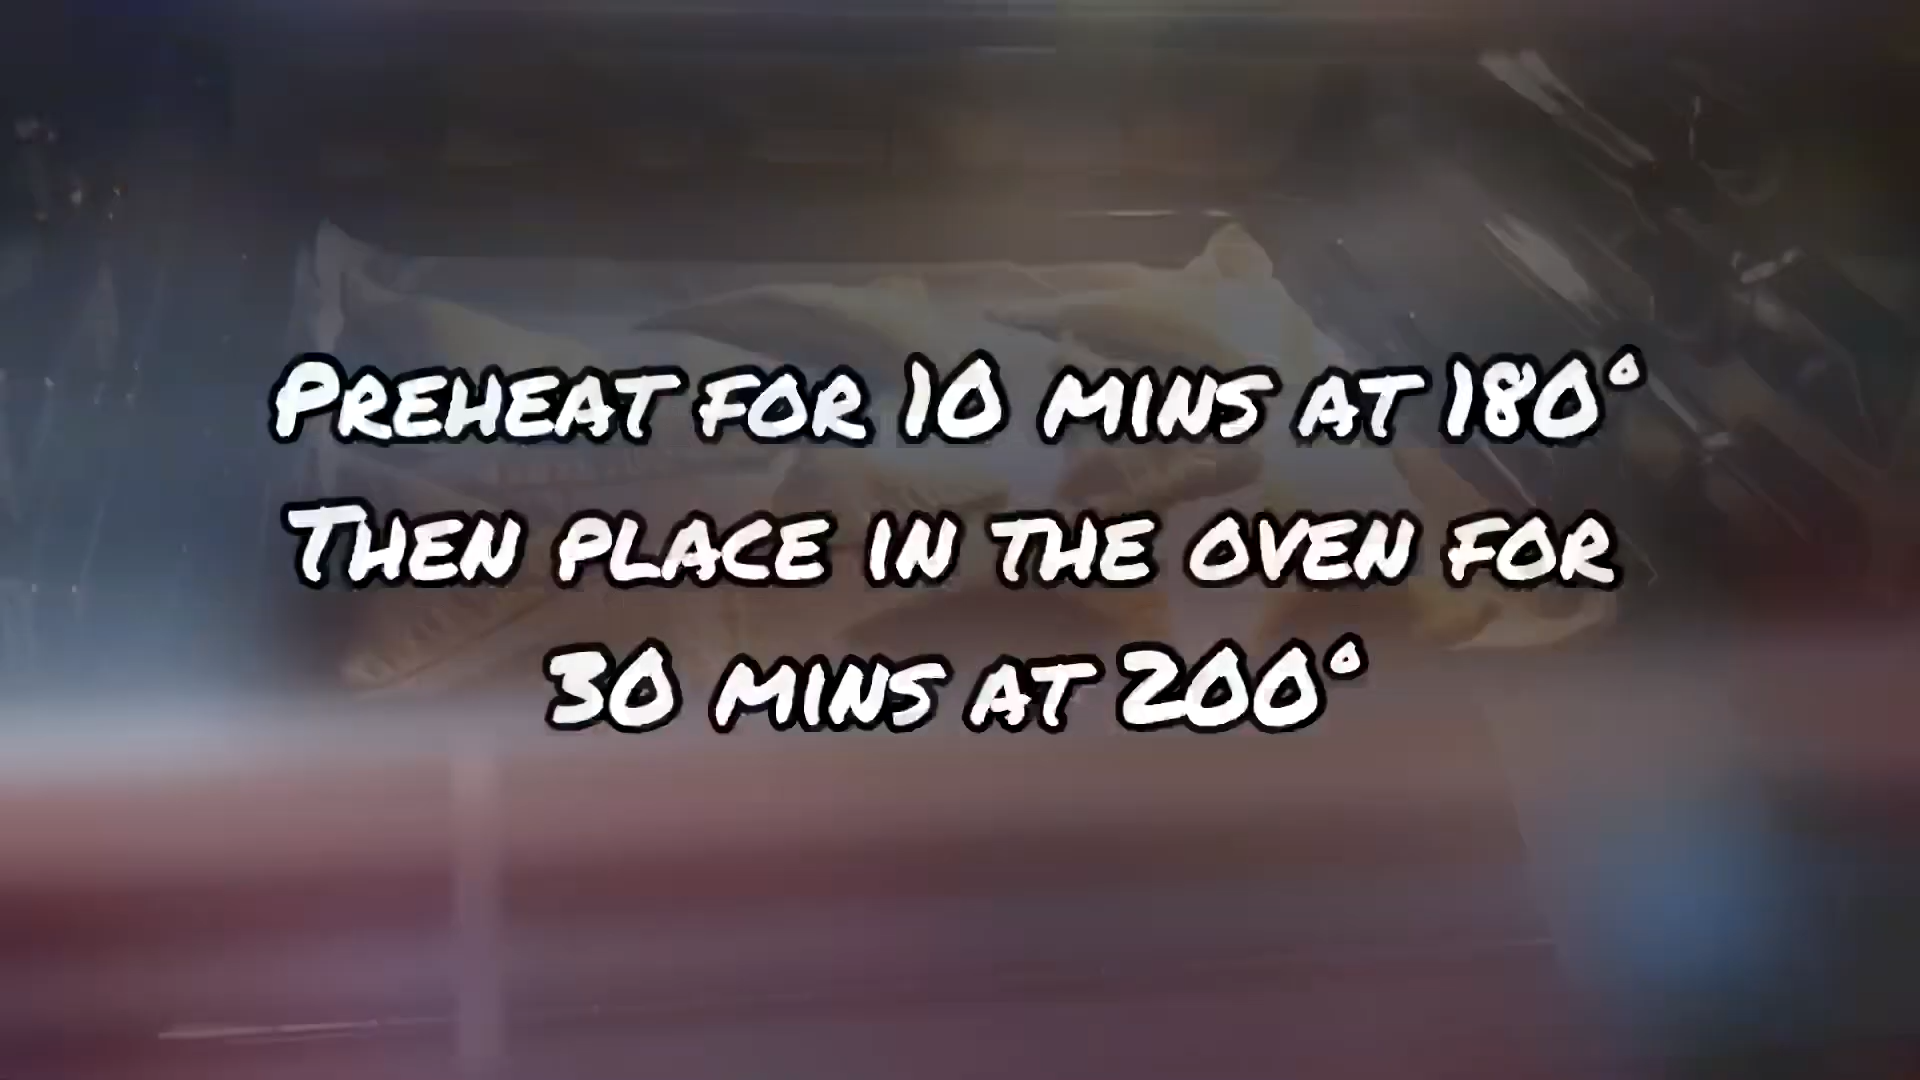 Preheat for 10 mins at 180°
Then place in the oven for
30 mins at 200°